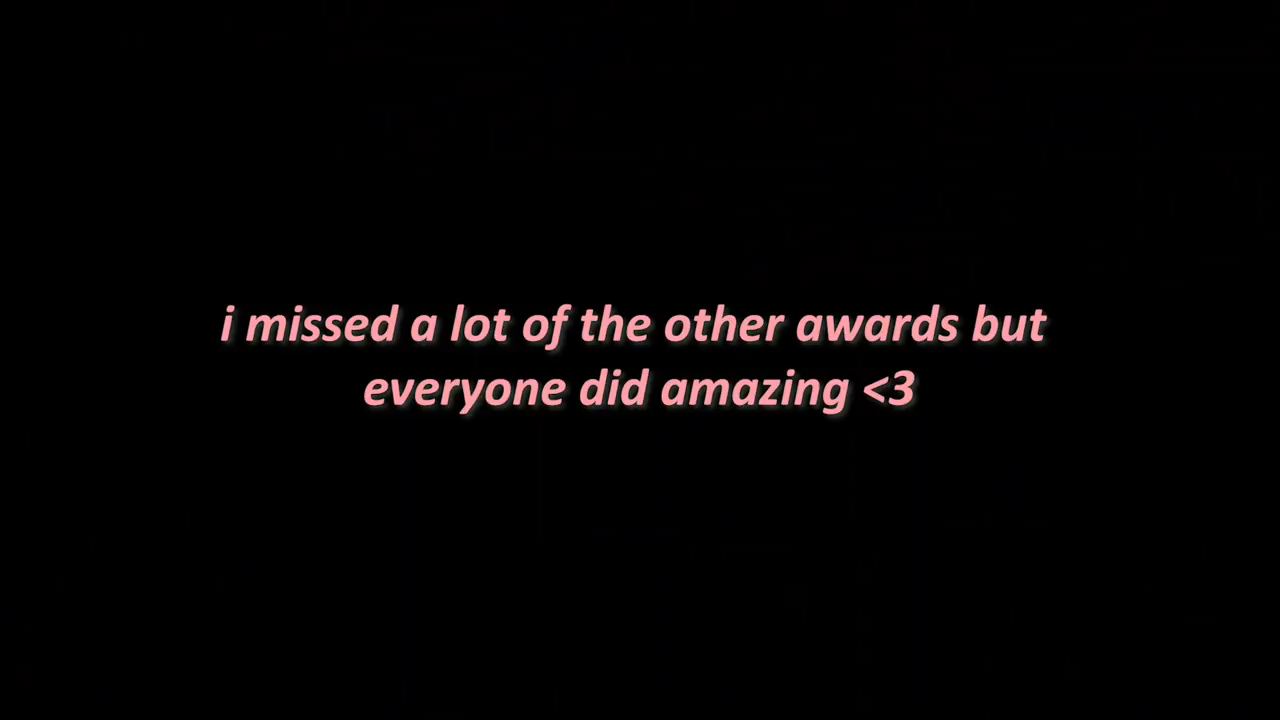 i missed a lot of the other awards but
everyone did amazing <3